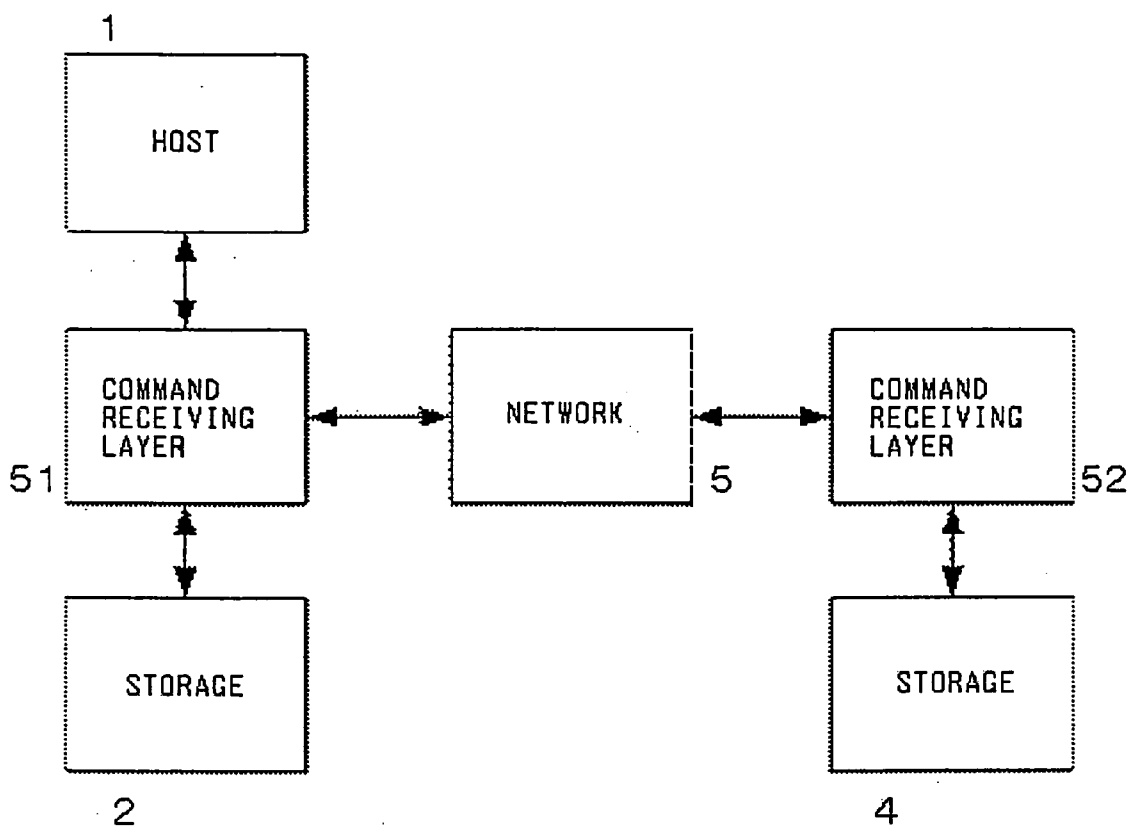 1
HOST
COMMAND
RECEIVING
LAYER
51
NETWORK
5
COMMAND
RECEIVING
LAYER
52
STORAGE
2
STORAGE
4